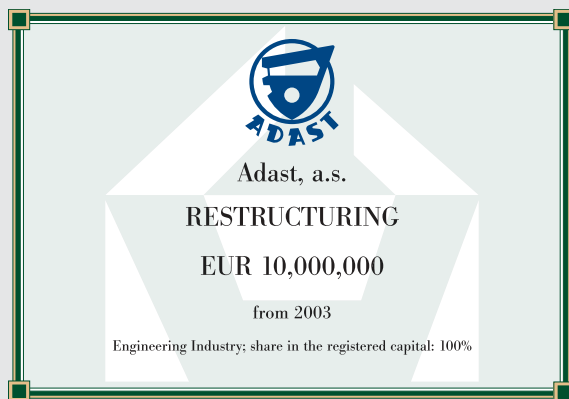 ADAST
Adast, a.s.
RESTRUCTURING
EUR 10,000,000
from 2003
Engineering Industry; share in the registered capital: 100%